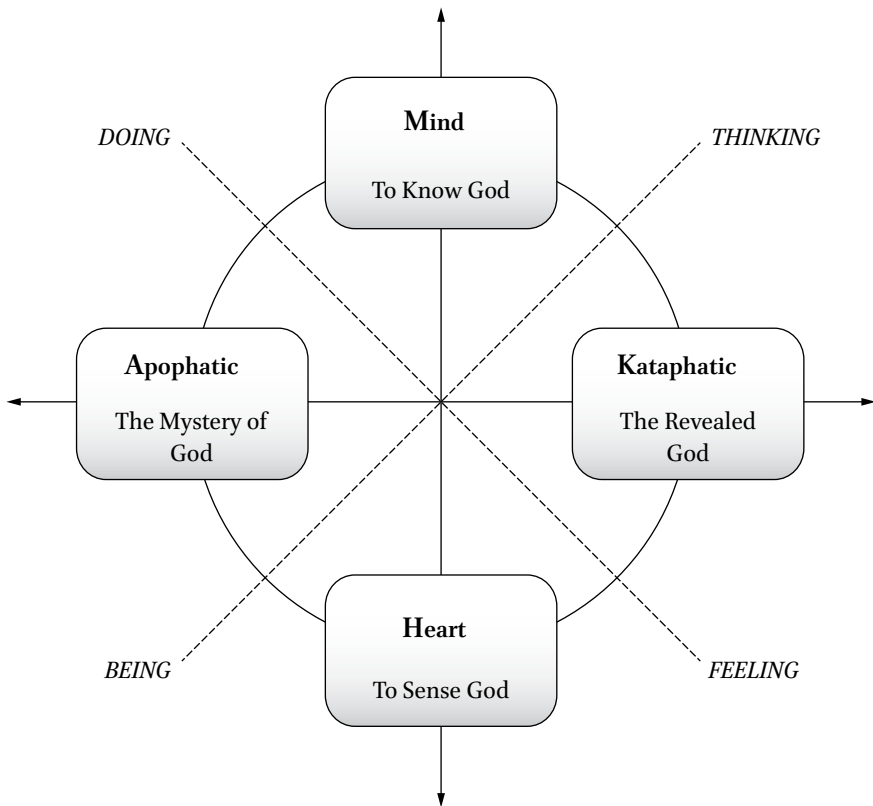 Mind
To Know God
DOING
THINKING
Apophatic
The Mystery of
God
Kataphatic
The Revealed
God
Heart
To Sense God
BEING
FEELING